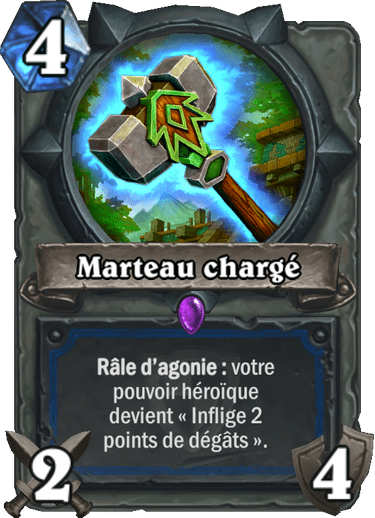 4
Marteau chargé
Râle d’agonie : votre
pouvoir héroïque
devient « Inflige 2
points de dégâts ».
2
4